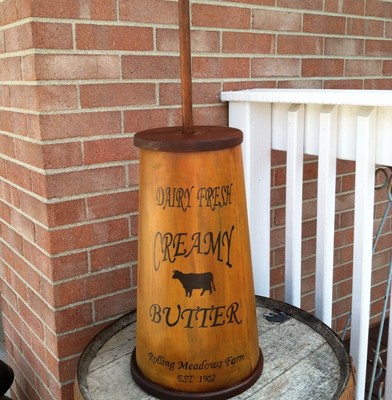 DAIRY FRESH
CREAMY
BUTTER
Rolling Meadows Farm
EST. 1902